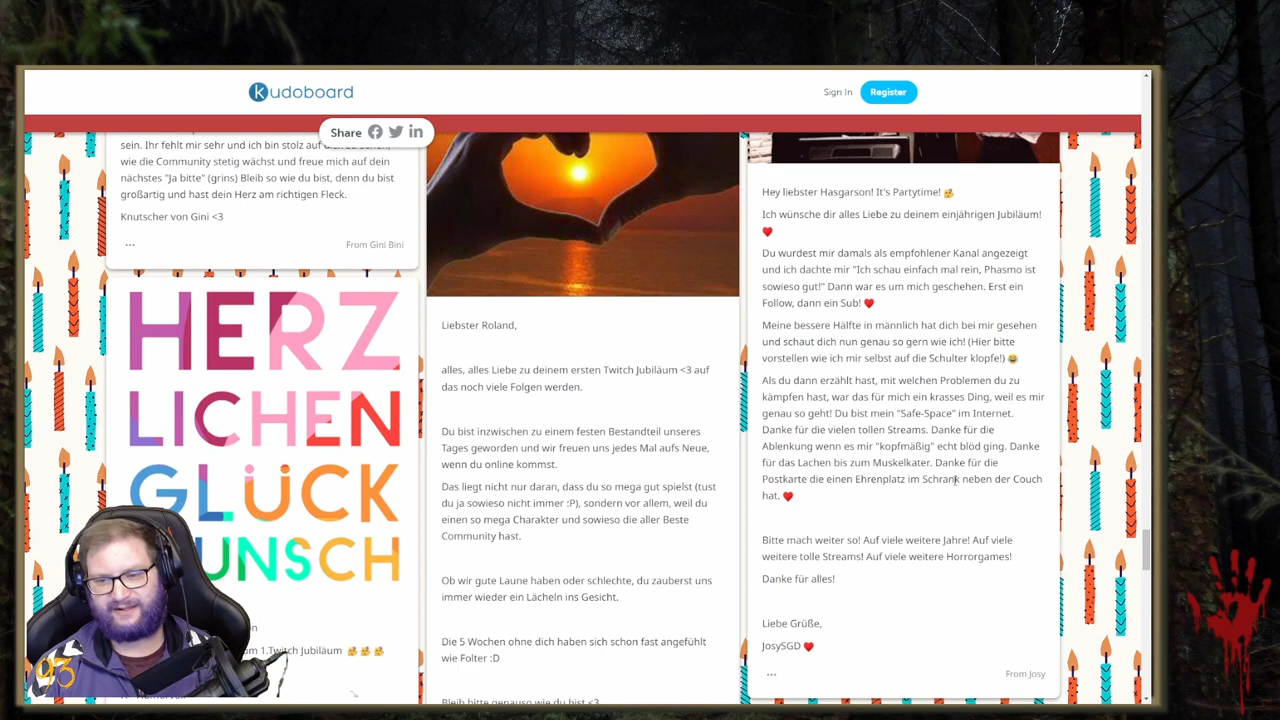 kudoboard
Sign In
Register
Share
sein. Ihr fehlt mir sehr und ich bin stolz auf
wie die Community stetig wächst und freue mich auf dein
nächstes "Ja bitte" (grins) Bleib so wie du bist, denn du bist
großartig und hast dein Herz am richtigen Fleck.
Knutscher von Gini <3
...
From Gini Bini
HERZ
LICHEN
GLÜCK
UNSCH
1.Twitch Jubiläum 🥳 🥳 🥳
93
Liebster Roland,
alles, alles Liebe zu deinem ersten Twitch Jubiläum <3 auf
das noch viele Folgen werden.
Du bist inzwischen zu einem festen Bestandteil unseres
Tages geworden und wir freuen uns jedes Mal aufs Neue,
wenn du online kommst.
Das liegt nicht nur daran, dass du so mega gut spielst (tust
du ja sowieso nicht immer :P), sondern vor allem, weil du
einen so mega Charakter und sowieso die aller Beste
Community hast.
Ob wir gute Laune haben oder schlechte, du zauberst uns
immer wieder ein Lächeln ins Gesicht.
Die 5 Wochen ohne dich haben sich schon fast angefühlt
wie Folter :D
Bleib bitte genauso wie du bist <3
Hey liebster Hasgarson! It's Partytime! 🥳
Ich wünsche dir alles Liebe zu deinem einjährigen Jubiläum!
♥
Du wurdest mir damals als empfohlener Kanal angezeigt
und ich dachte mir "Ich schau einfach mal rein, Phasmo ist
sowieso gut!" Dann war es um mich geschehen. Erst ein
Follow, dann ein Sub! ♥
Meine bessere Hälfte in männlich hat dich bei mir gesehen
und schaut dich nun genau so gern wie ich! (Hier bitte
vorstellen wie ich mir selbst auf die Schulter klopfe!) 😂
Als du dann erzählt hast, mit welchen Problemen du zu
kämpfen hast, war das für mich ein krasses Ding, weil es mir
genau so geht! Du bist mein "Safe-Space" im Internet.
Danke für die vielen tollen Streams. Danke für die
Ablenkung wenn es mir "kopfmäßig" echt blöd ging. Danke
für das Lachen bis zum Muskelkater. Danke für die
Postkarte die einen Ehrenplatz im Schrank neben der Couch
hat. ♥
Bitte mach weiter so! Auf viele weitere Jahre! Auf viele
weitere tolle Streams! Auf viele weitere Horrorgames!
Danke für alles!
Liebe Grüße,
JosySGD ♥
...
From Josy